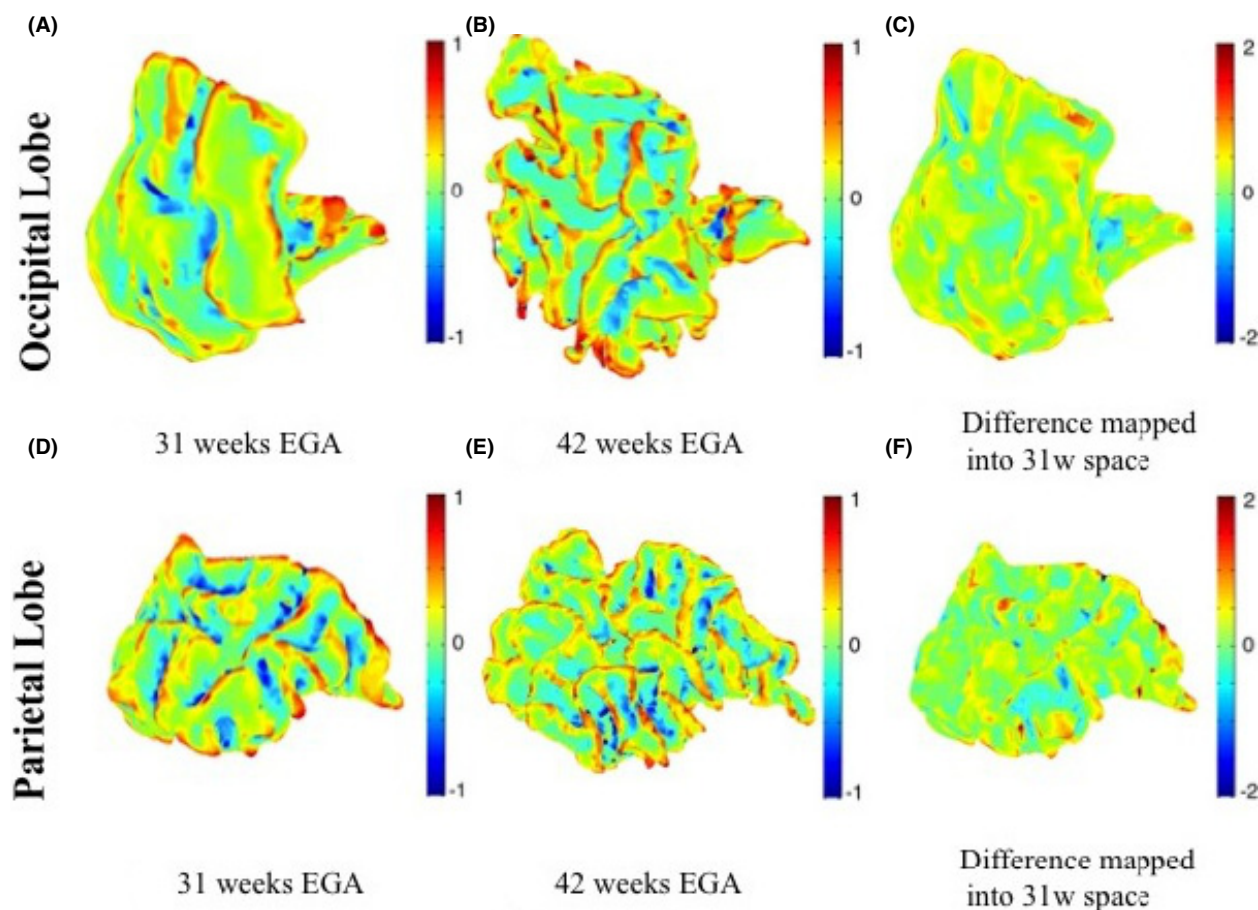 (A)
(B)
(C)
Occipital Lobe
1
0
-1
1
0
-1
2
0
-2
31 weeks EGA
42 weeks EGA
Difference mapped
into 31w space
(D)
(E)
(F)
Parietal Lobe
1
0
-1
1
0
-1
2
0
-2
31 weeks EGA
42 weeks EGA
Difference mapped
into 31w space